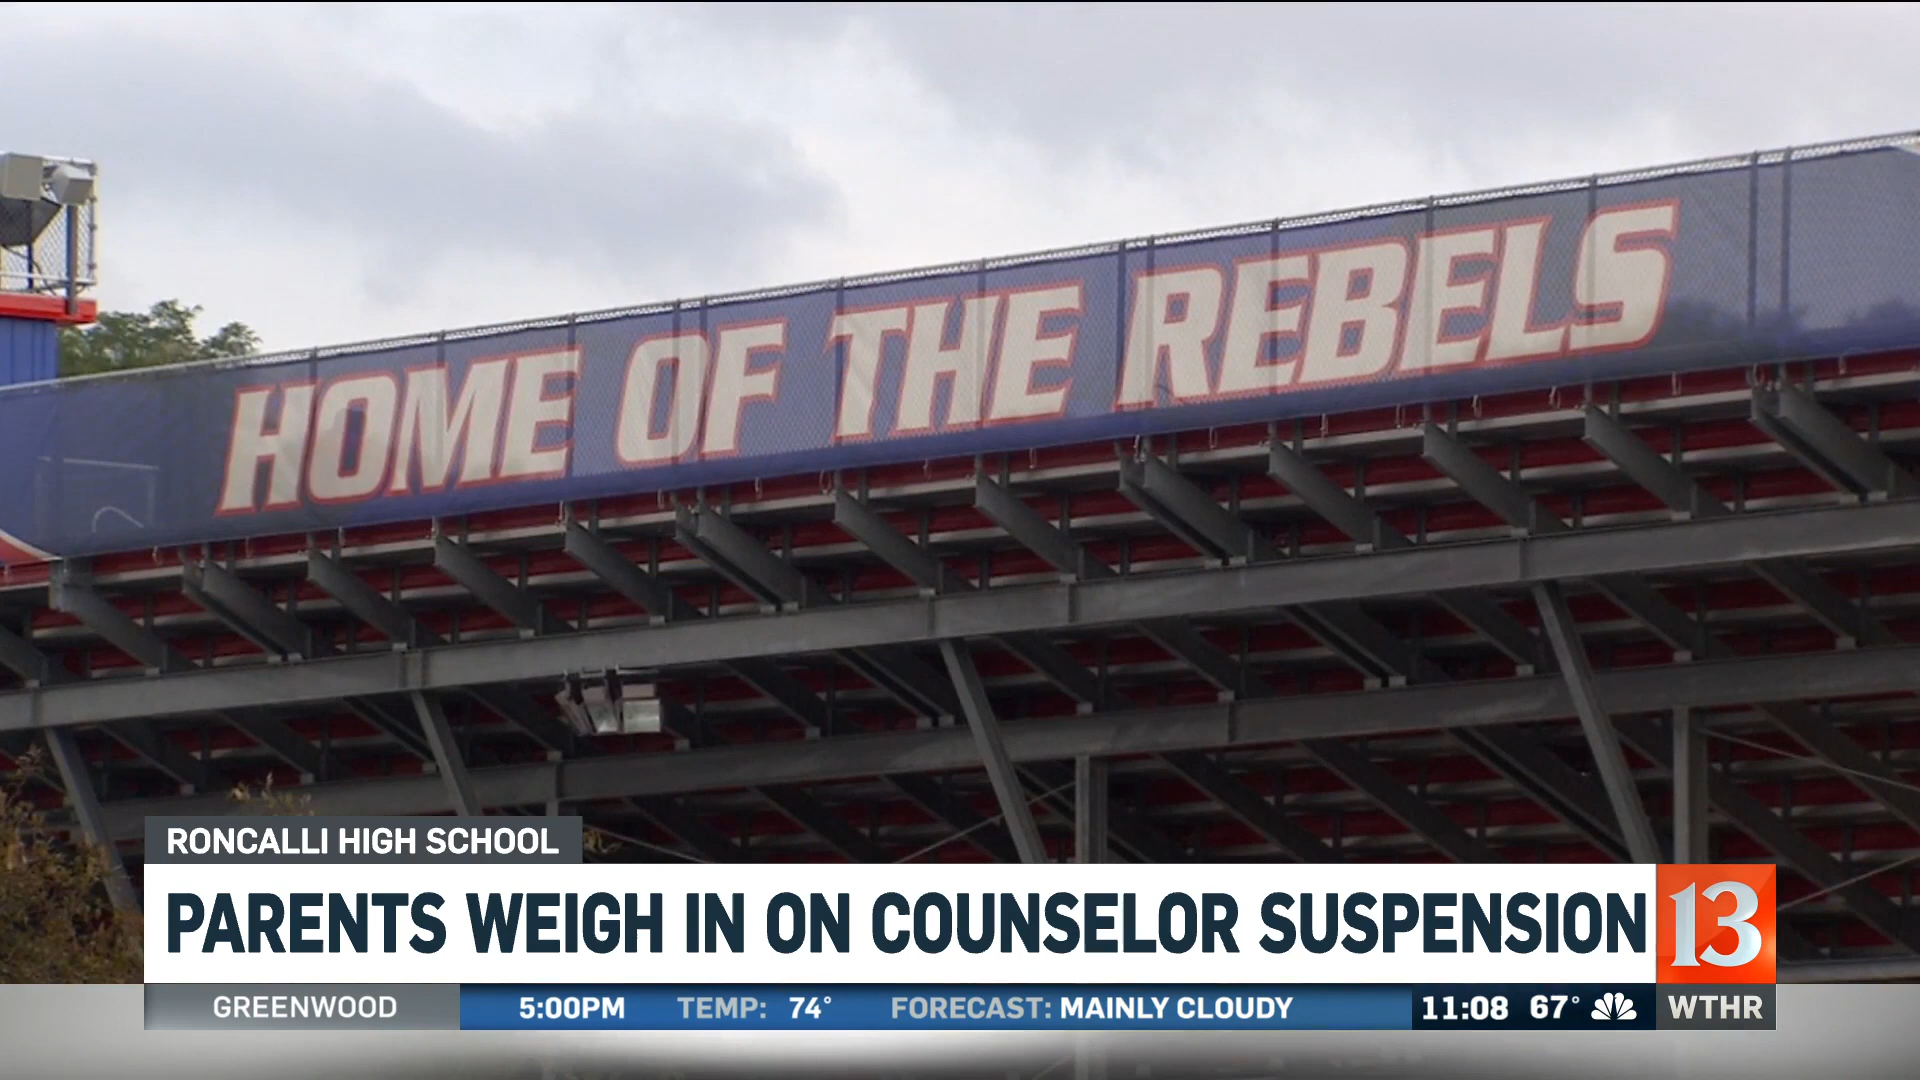 HOME OF THE REBELS
RONCALLI HIGH SCHOOL
PARENTS WEIGH IN ON COUNSELOR SUSPENSION
13
GREENWOOD 5:00PM TEMP: 74° FORECAST: MAINLY CLOUDY 11:08 67° WTHR